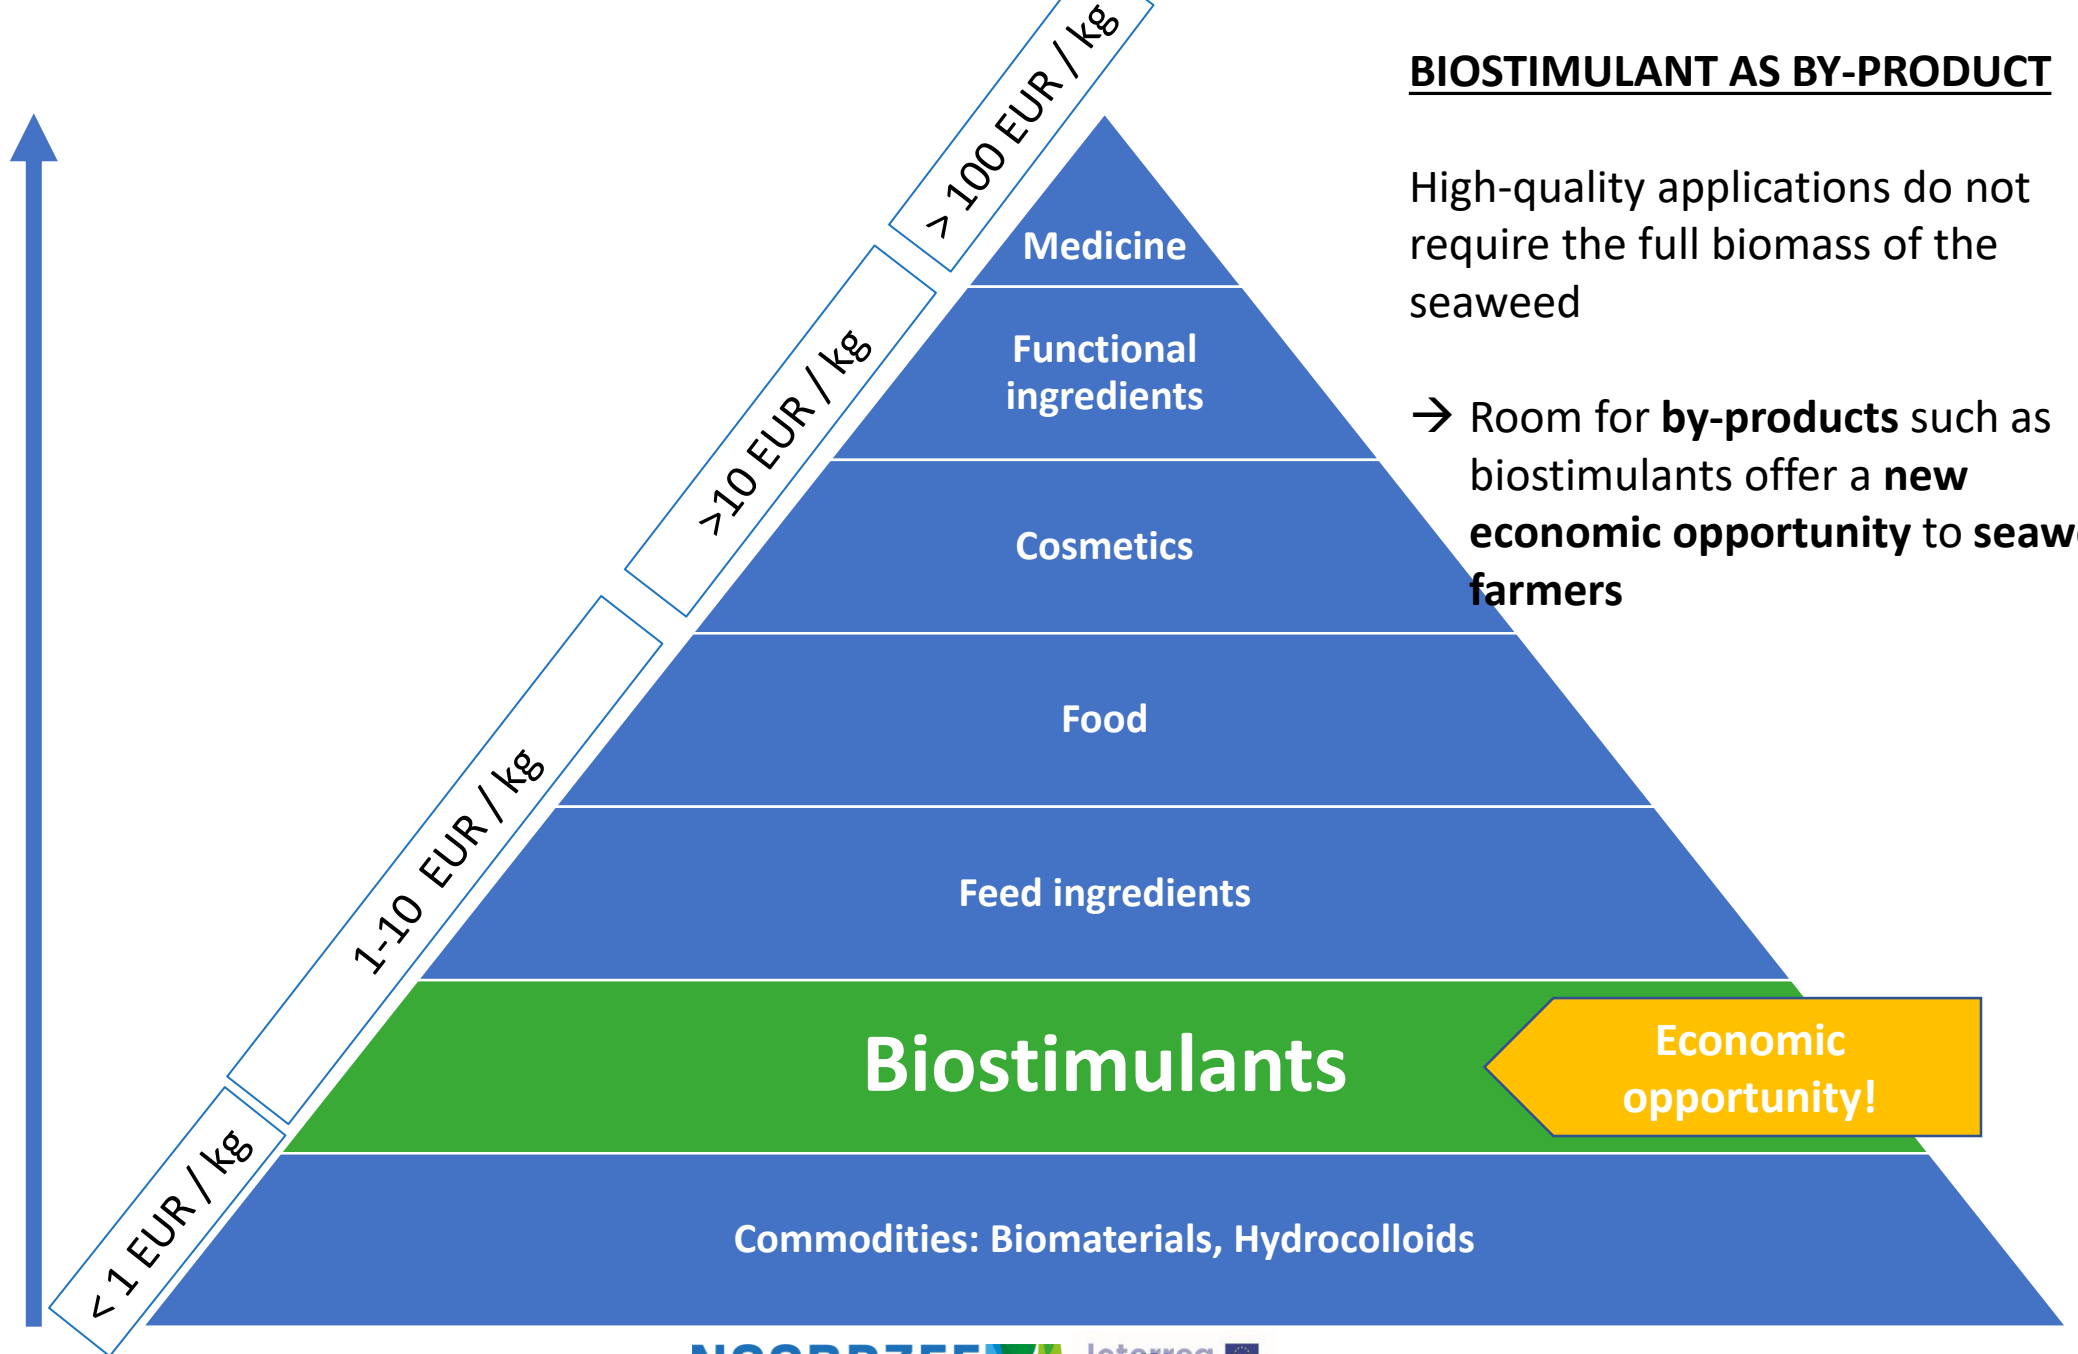 BIOSTIMULANT AS BY-PRODUCT
High-quality applications do not
require the full biomass of the
seaweed
→ Room for by-products such as
biostimulants offer a new
economic opportunity to
farmers
> 100 EUR / kg
>10 EUR / kg
1-10 EUR / kg
< 1 EUR / kg
Medicine
Functional
ingredients
Cosmetics
Food
Feed ingredients
Biostimulants
Economic
opportunity!
Commodities: Biomaterials, Hydrocolloids